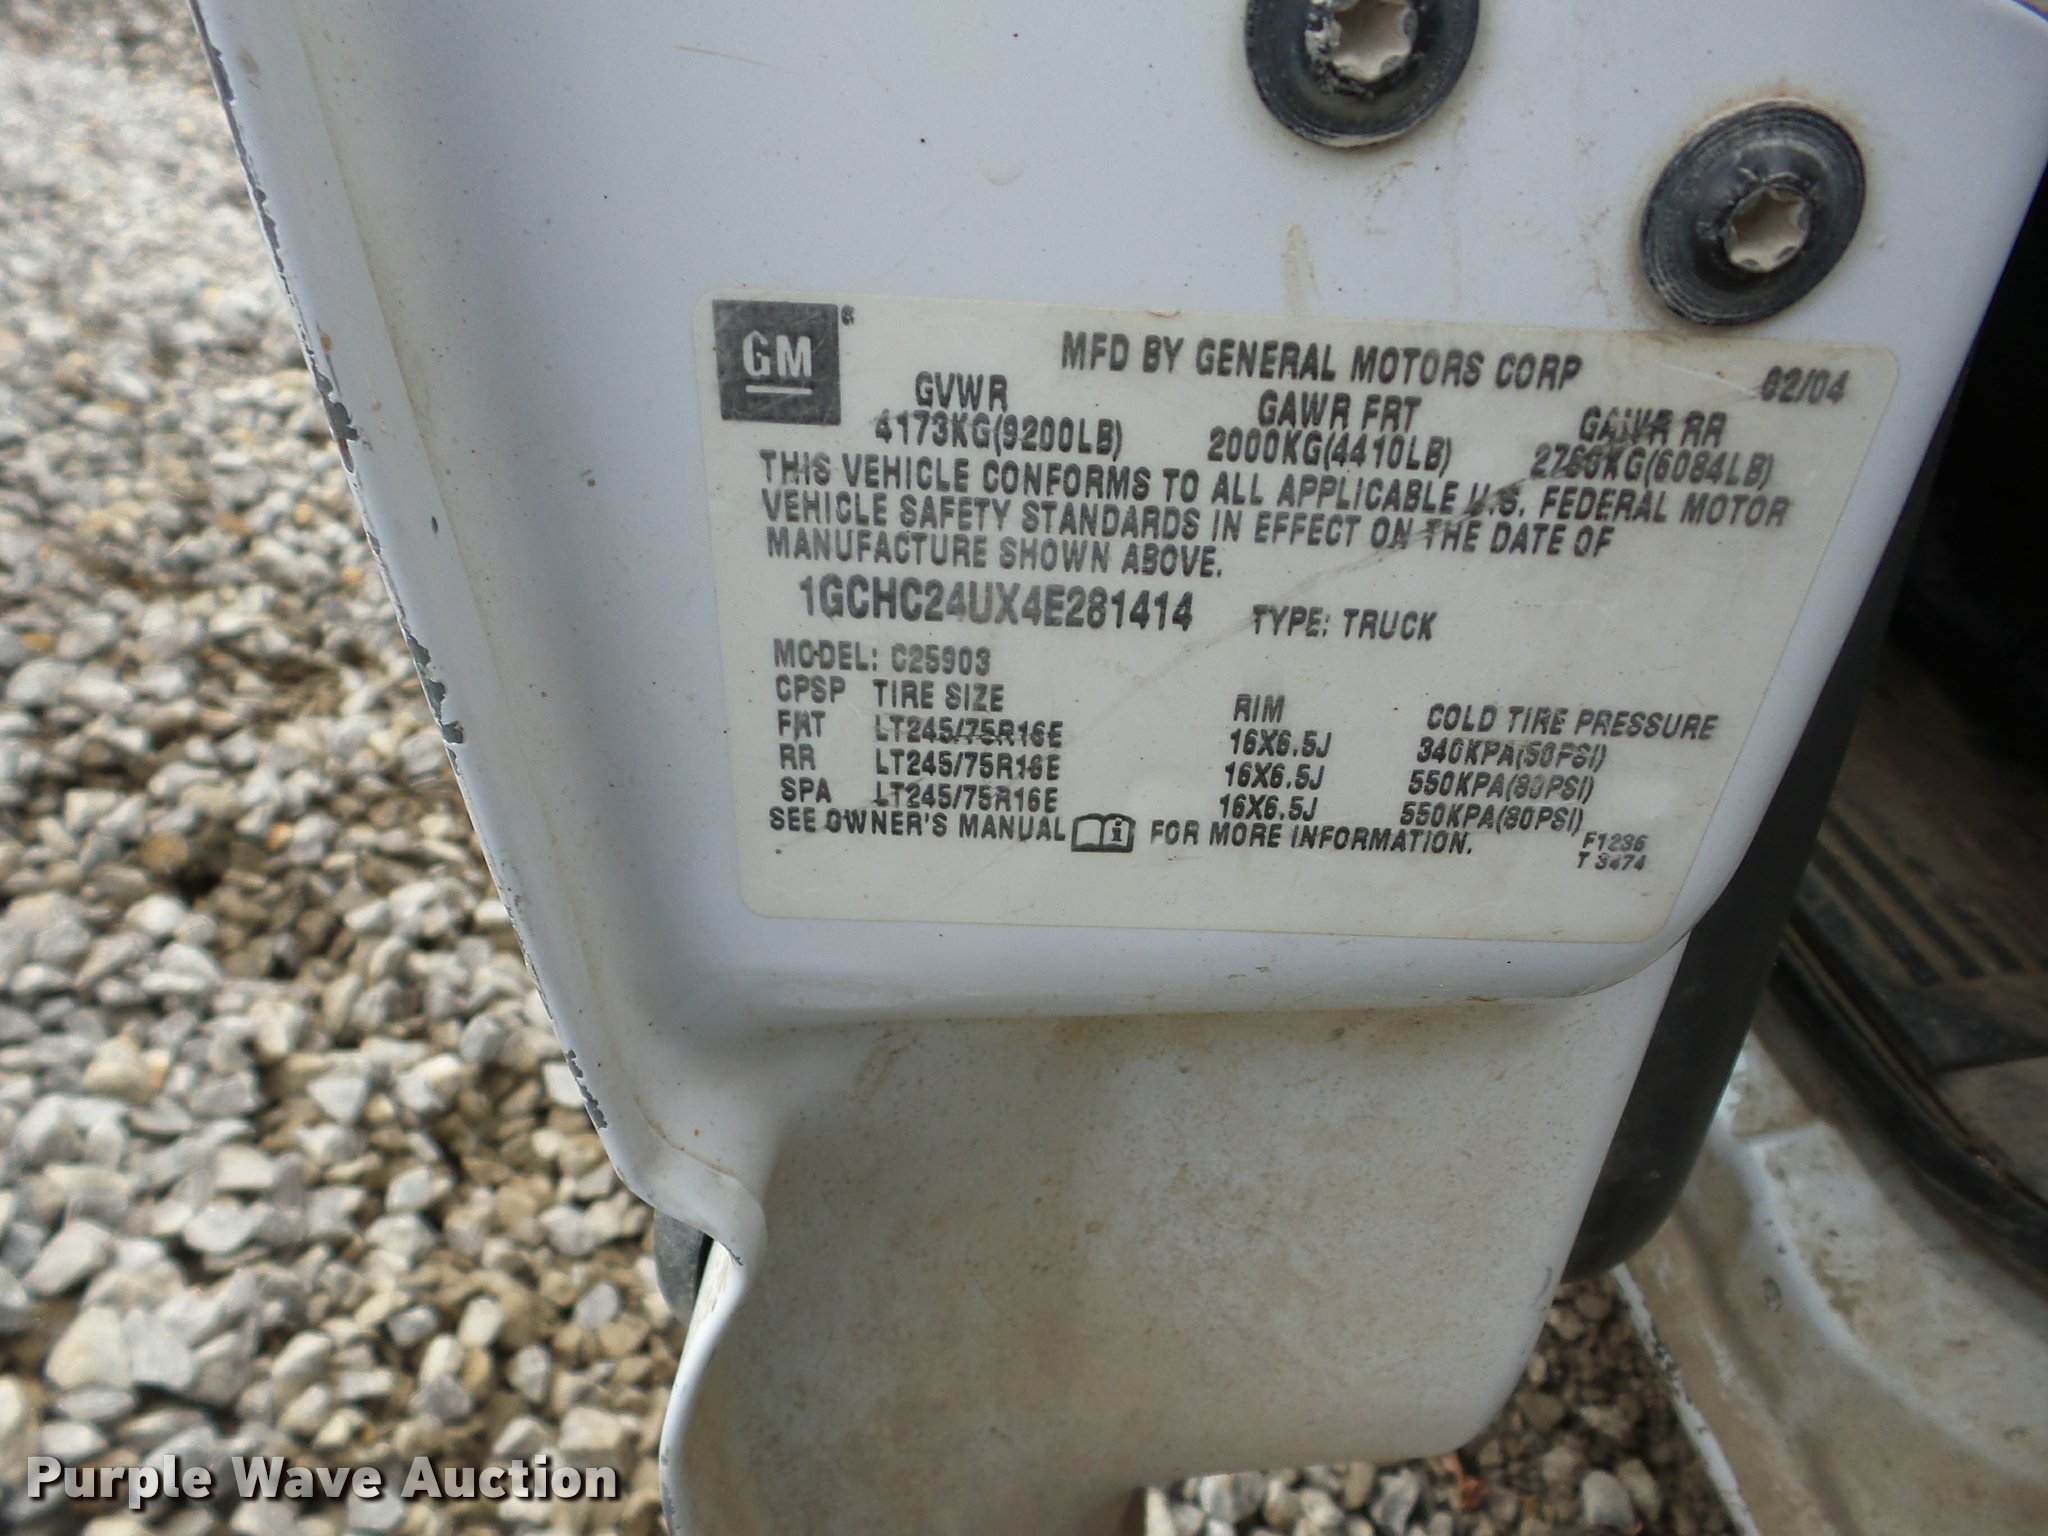 GM
MFD BY GENERAL MOTORS CORP 02/04
GVWR GAWR FRT GAWR RR
4173KG(9200LB) 2000KG(4410LB) 2760KG(6084LB)
THIS VEHICLE CONFORMS TO ALL APPLICABLE U.S. FEDERAL MOTOR
VEHICLE SAFETY STANDARDS IN EFFECT ON THE DATE OF
MANUFACTURE SHOWN ABOVE.
1GCHC24UX4E281414 TYPE: TRUCK
MODEL: C25903
CPSP TIRE SIZE RIM COLD TIRE PRESSURE
FRT LT245/75R16E 16X6.5J 340KPA(50PSI)
RR LT245/75R16E 16X6.5J 550KPA(80PSI)
SPA LT245/75R16E 16X6.5J 550KPA(80PSI)
SEE OWNER'S MANUAL i FOR MORE INFORMATION.
F1236
T 3474
Purple Wave Auction